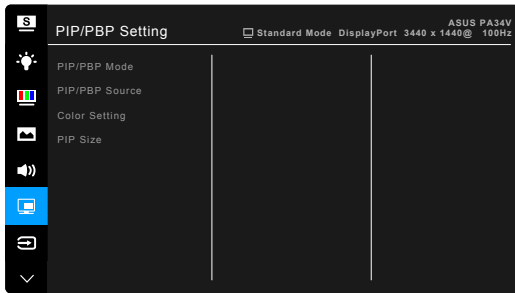 S
PIP/PBP Setting
ASUS PA34V
Standard Mode DisplayPort 3440 x 1440@ 100Hz
PIP/PBP Mode
PIP/PBP Source
Color Setting
PIP Size